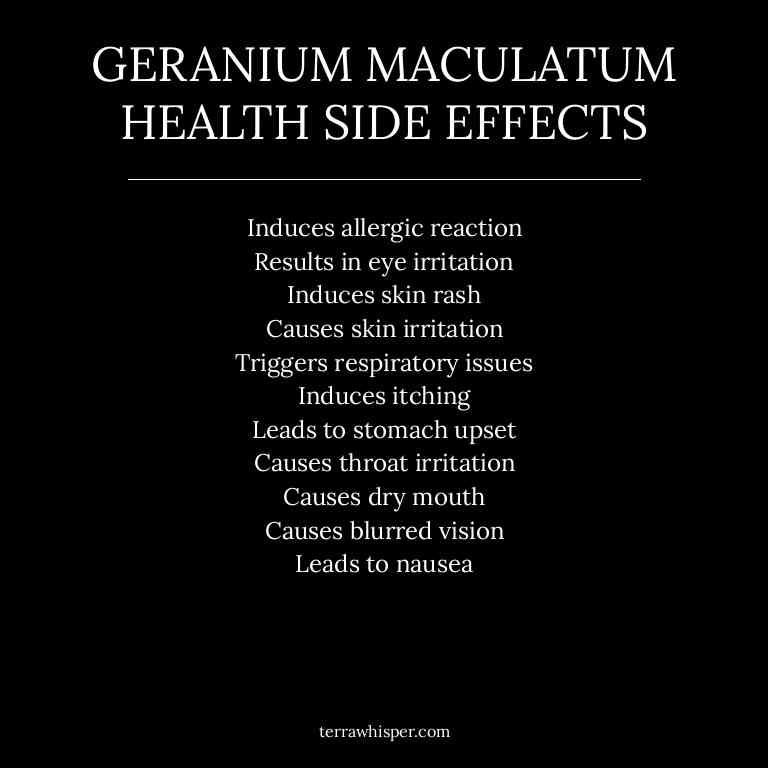 GERANIUM MACULATUM
HEALTH SIDE EFFECTS
Induces allergic reaction
Results in eye irritation
Induces skin rash
Causes skin irritation
Triggers respiratory issues
Induces itching
Leads to stomach upset
Causes throat irritation
Causes dry mouth
Causes blurred vision
Leads to nausea
terrawhisper.com